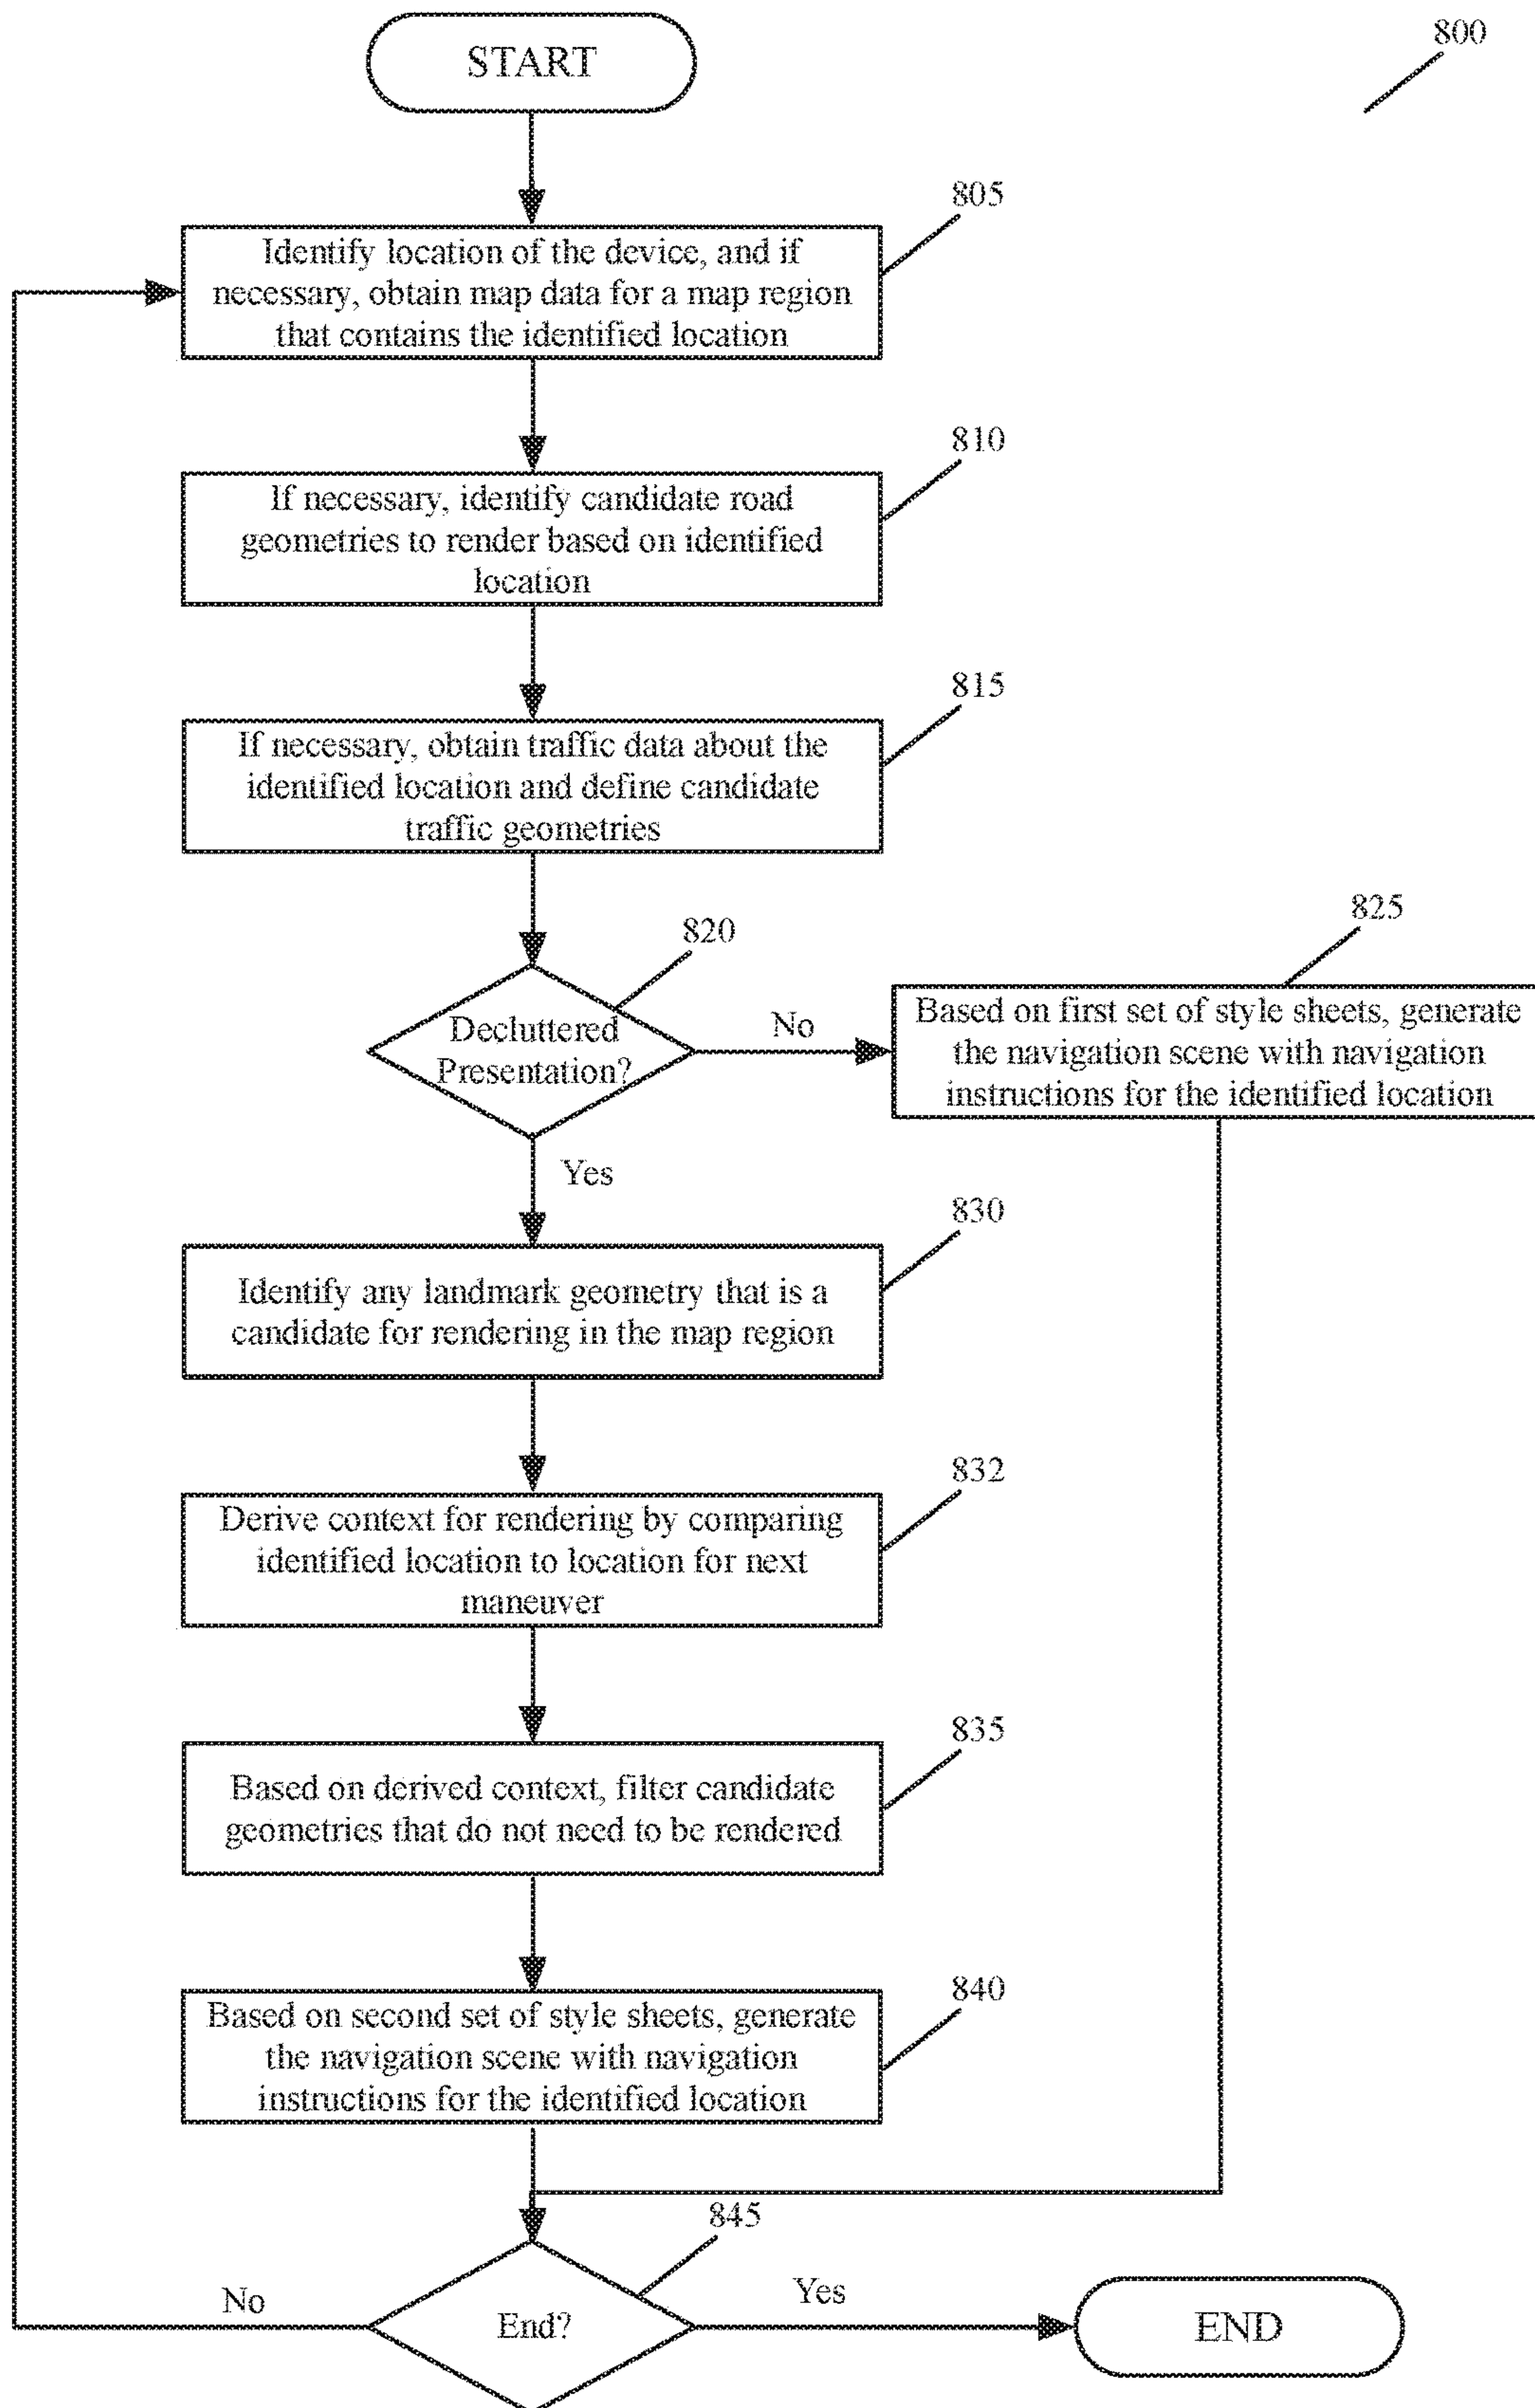 START
800
805
Identify location of the device, and if
necessary, obtain map data for a map region
that contains the identified location
810
If necessary, identify candidate road
geometries to render based on identified
location
815
If necessary, obtain traffic data about the
identified location and define candidate
traffic geometries
820
Decluttered
Presentation?
No
825
Based on first set of style sheets, generate
the navigation scene with navigation
instructions for the identified location
Yes
830
Identify any landmark geometry that is a
candidate for rendering in the map region
832
Derive context for rendering by comparing
identified location to location for next
maneuver
835
Based on derived context, filter candidate
geometries that do not need to be rendered
840
Based on second set of style sheets, generate
the navigation scene with navigation
instructions for the identified location
845
No
End?
Yes
END